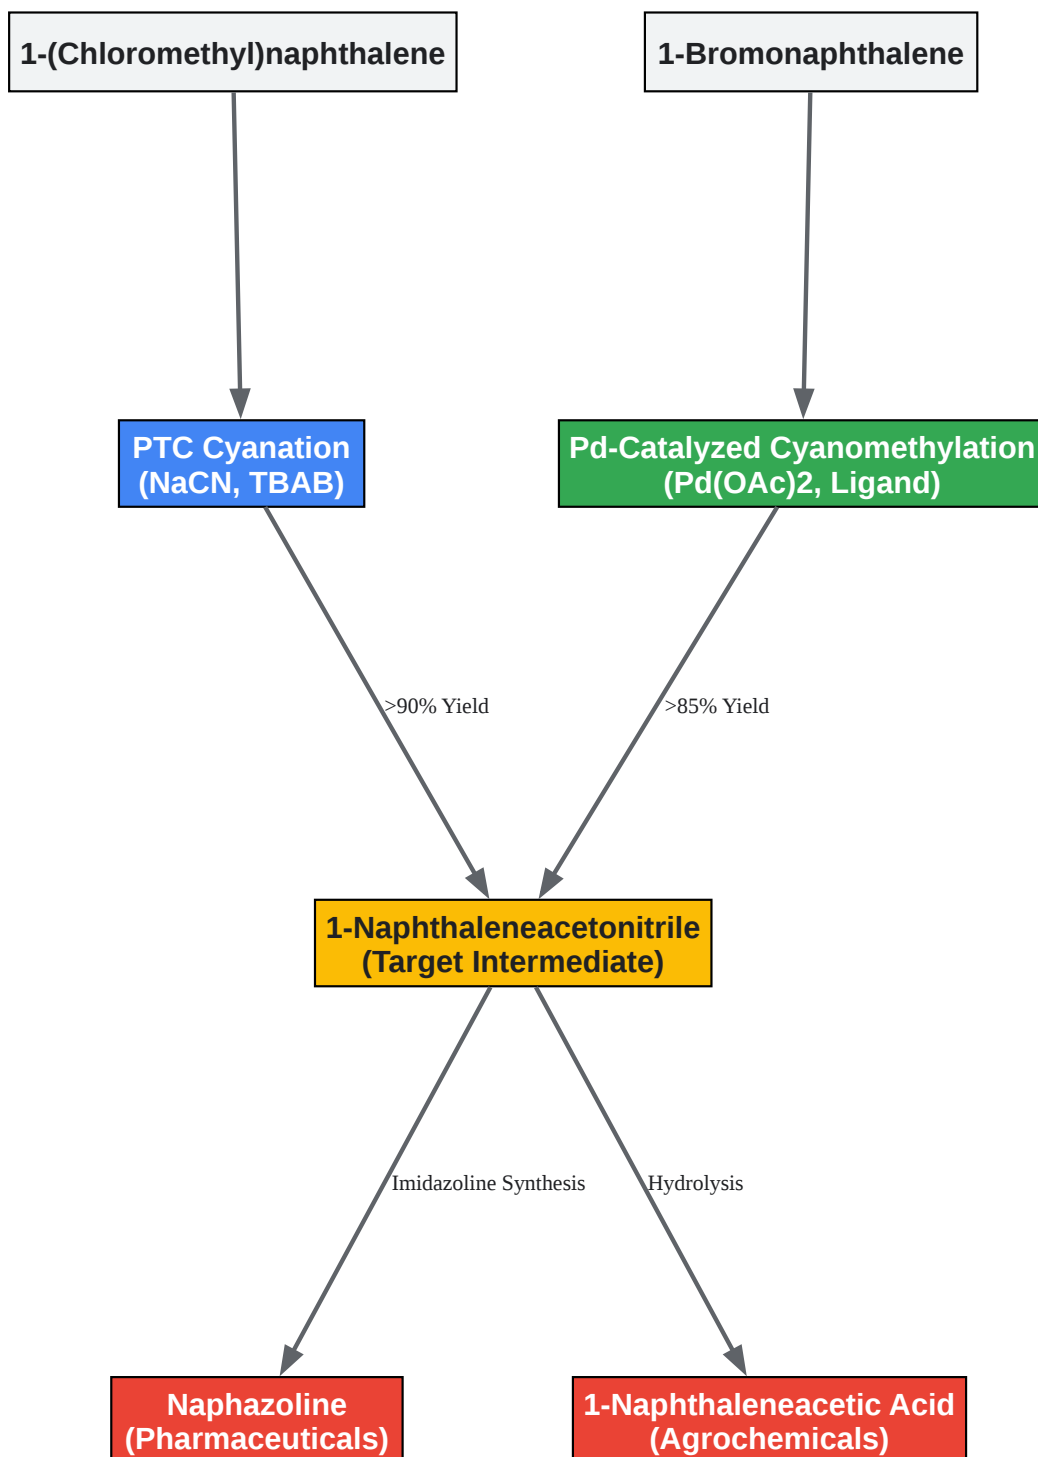 1-(Chloromethyl)naphthalene
1-Bromonaphthalene
PTC Cyanation
(NaCN, TBAB)
Pd-Catalyzed Cyanomethylation
(Pd(OAc)2, Ligand)
>90% Yield
>85% Yield
1-Naphthaleneacetonitrile
(Target Intermediate)
Imidazoline Synthesis
Hydrolysis
Naphazoline
(Pharmaceuticals)
1-Naphthaleneacetic Acid
(Agrochemicals)